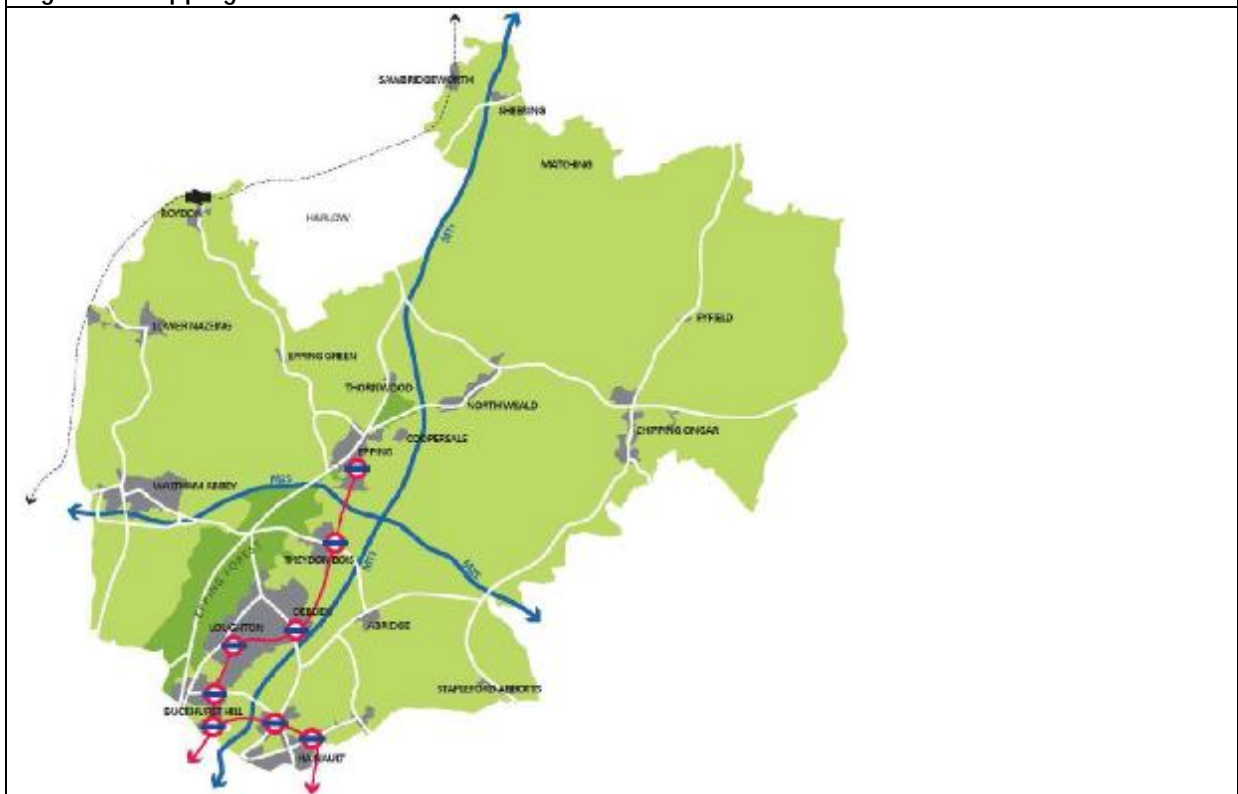 SAWBRIDGEWORTH
SHEERING
MATCHING
ROYDON
HARLOW
M11
LOWER NAZEING
FYFIELD
EPPING GREEN
THORNWOOD
NORTH WEALD
COOPERSALE
CHIPPING ONGAR
EPPING
WALTHAM ABBEY
M25
THEYDON BOIS
M11
M25
EPPING FOREST
DEBDEN
LOUGHTON
ABRIDGE
STAPLEFORD ABBOTTS
BUCKHURST HILL
HAINAULT